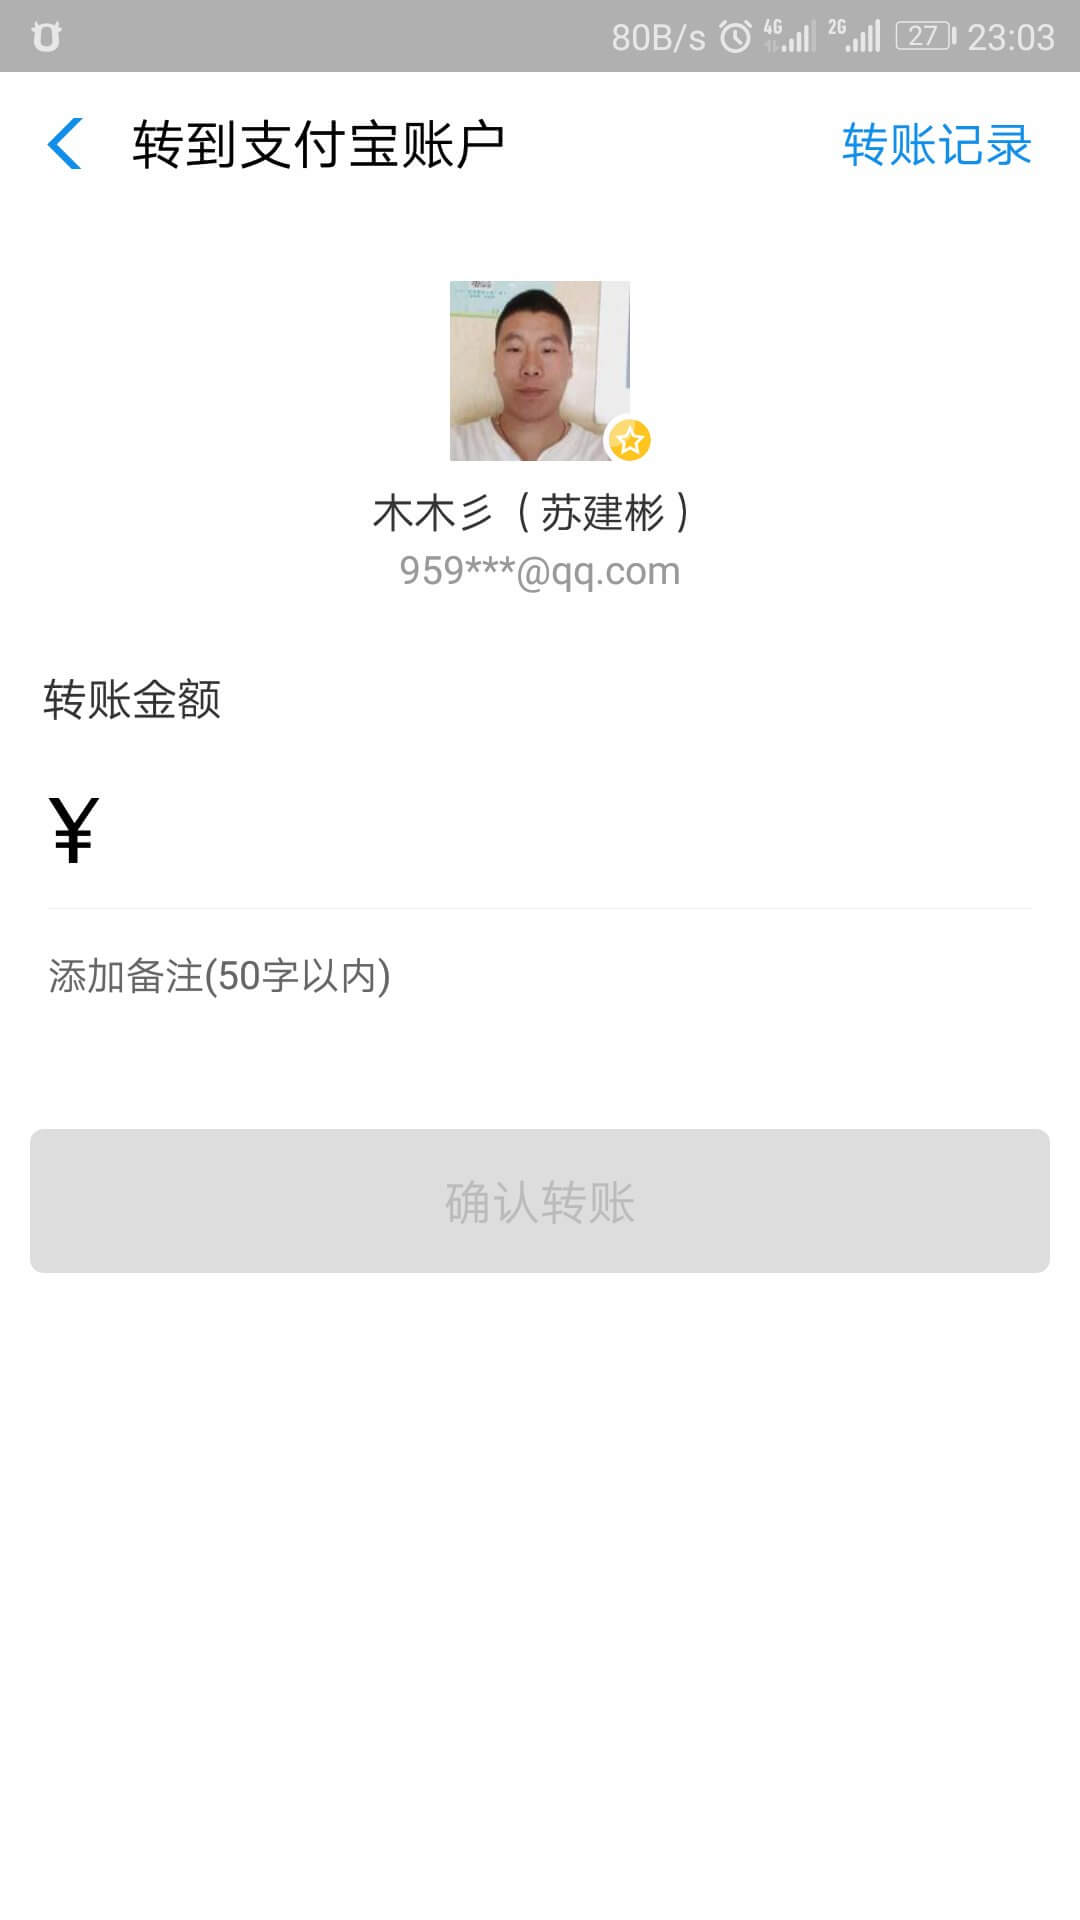 80B/s 4G 2G 27 23:03
转到支付宝账户 转账记录
木木彡（苏建彬）
959***@qq.com
转账金额
¥
添加备注(50字以内)
确认转账